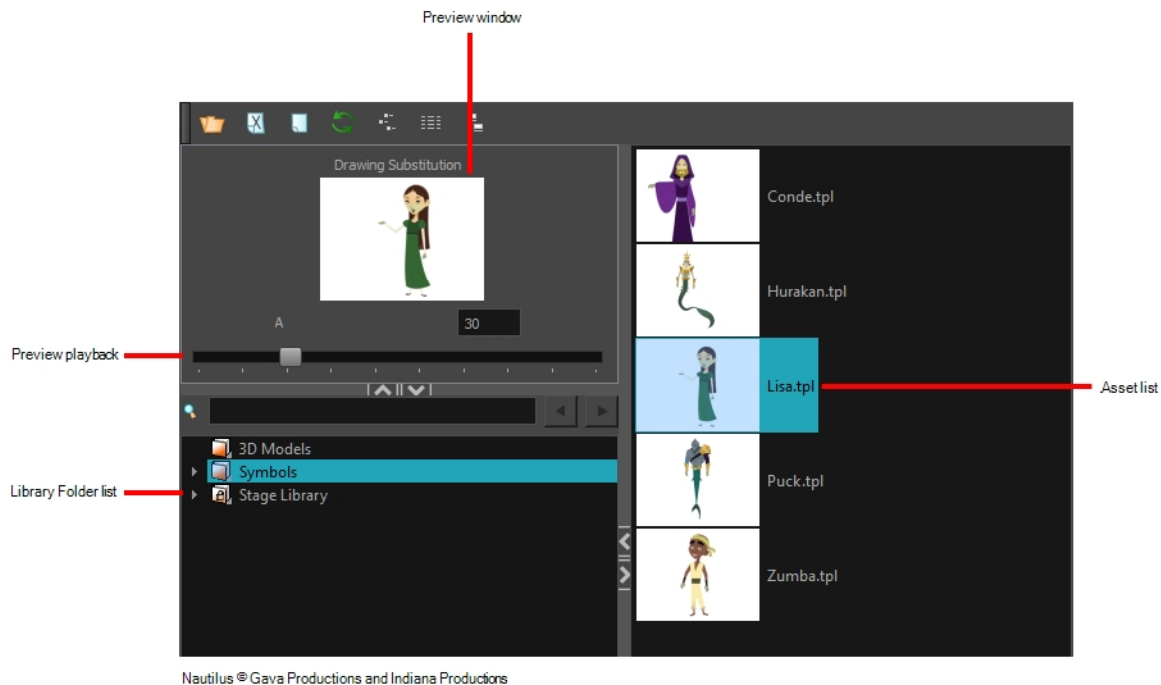 Preview window
Drawing Substitution
A
30
Preview playback
3D Models
Symbols
Library Folder list
Stage Library
Conde.tpl
Hurakan.tpl
Lisa.tpl
Asset list
Puck.tpl
Zumba.tpl
Nautilus © Gava Productions and Indiana Productions